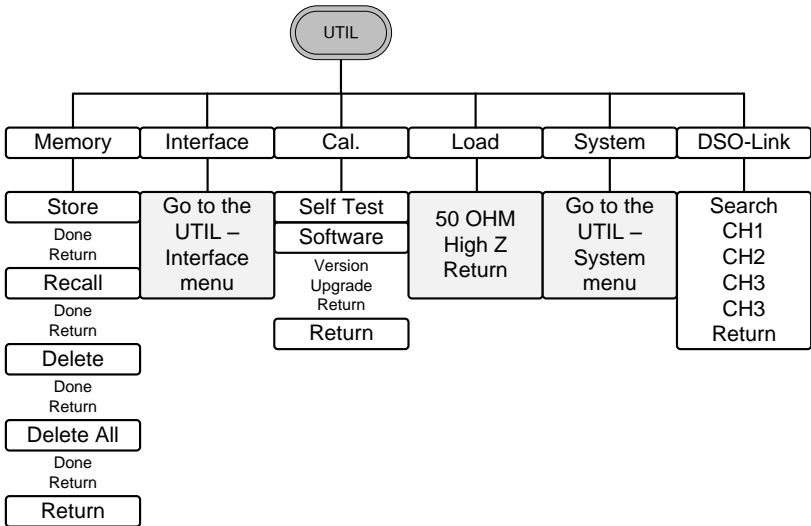 UTIL
Memory
Interface
Cal.
Load
System
DSO-Link
Store
Done
Return
Recall
Done
Return
Delete
Done
Return
Delete All
Done
Return
Return
Go to the
UTIL –
Interface
menu
Self Test
Software
Version
Upgrade
Return
Return
50 OHM
High Z
Return
Go to the
UTIL –
System
menu
Search
CH1
CH2
CH3
CH3
Return